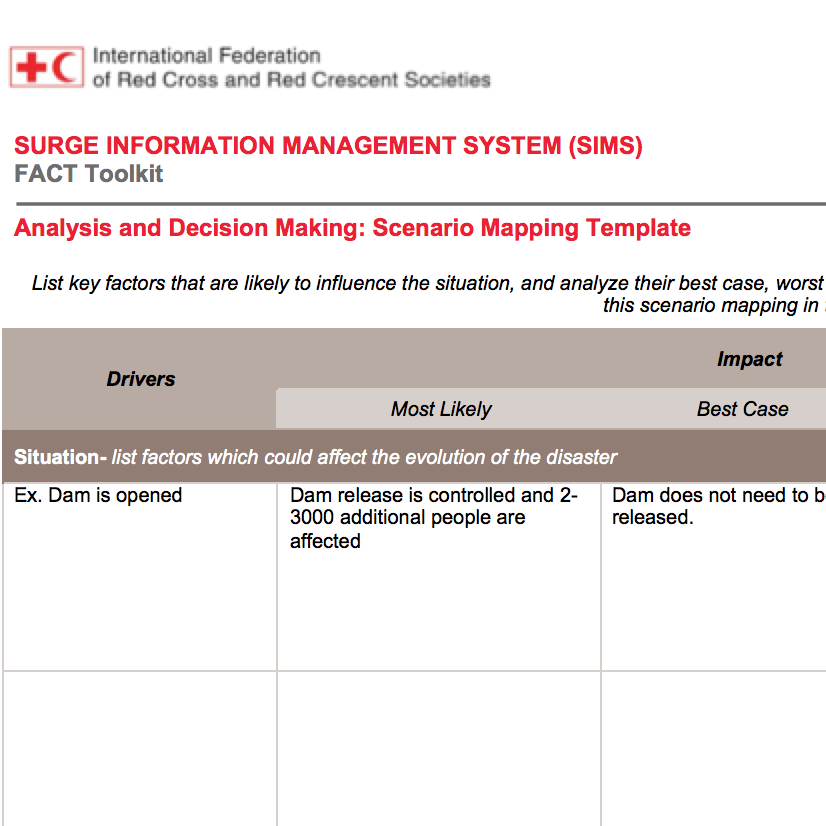 International Federation
of Red Cross and Red Crescent Societies
SURGE INFORMATION MANAGEMENT SYSTEM (SIMS)
FACT Toolkit
Analysis and Decision Making: Scenario Mapping Template
List key factors that are likely to influence the situation, and analyze their best case, worst
this scenario mapping in
Impact
Drivers
Most Likely
Best Case
Situation- list factors which could affect the evolution of the disaster
Ex. Dam is opened
Dam release is controlled and 2-
3000 additional people are
affected
Dam does not need to b
released.